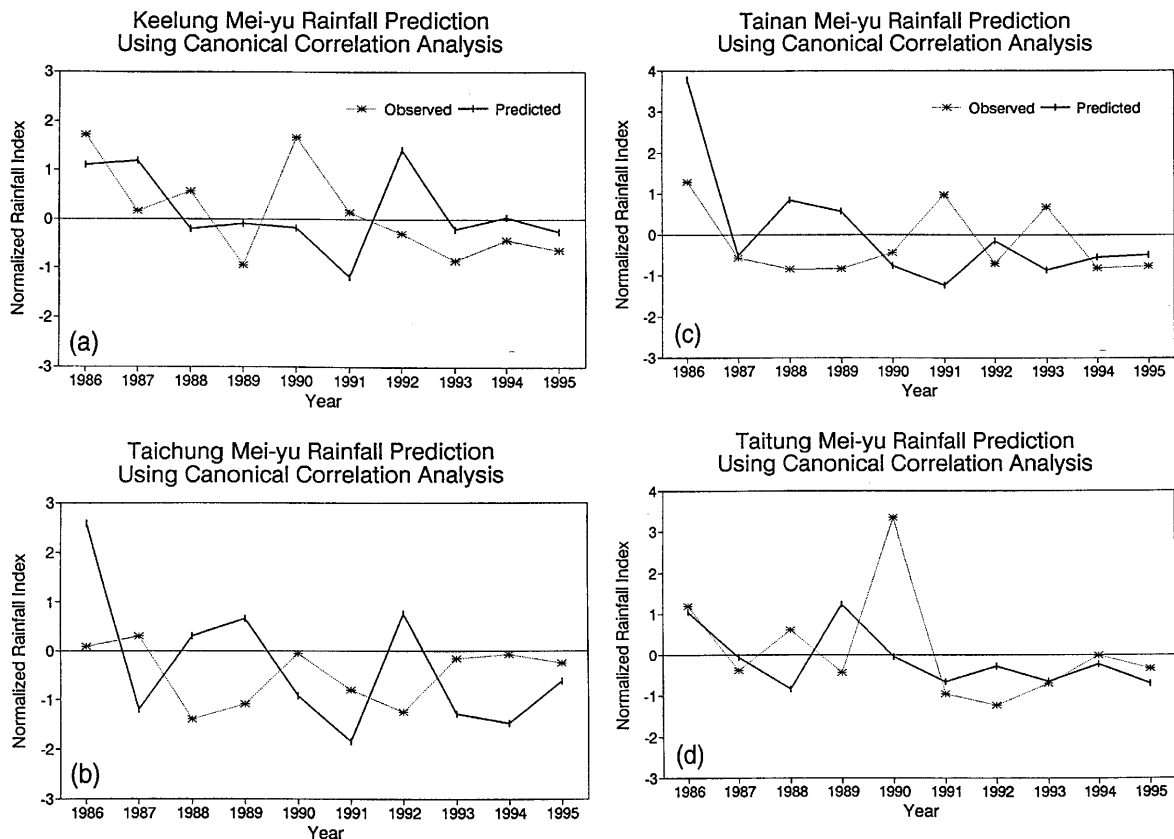 Keelung Mei-yu Rainfall Prediction
Using Canonical Correlation Analysis
Normalized Rainfall Index
3
2
1
0
-1
-2
-3
Observed Predicted
(a)
1986 1987 1988 1989 1990 1991 1992 1993 1994 1995
Year
Tainan Mei-yu Rainfall Prediction
Using Canonical Correlation Analysis
Normalized Rainfall Index
4
3
2
1
0
-1
-2
-3
Observed Predicted
(c)
1986 1987 1988 1989 1990 1991 1992 1993 1994 1995
Year
Taichung Mei-yu Rainfall Prediction
Using Canonical Correlation Analysis
Normalized Rainfall Index
3
2
1
0
-1
-2
-3
(b)
1986 1987 1988 1989 1990 1991 1992 1993 1994 1995
Year
Taitung Mei-yu Rainfall Prediction
Using Canonical Correlation Analysis
Normalized Rainfall Index
4
3
2
1
0
-1
-2
-3
(d)
1986 1987 1988 1989 1990 1991 1992 1993 1994 1995
Year